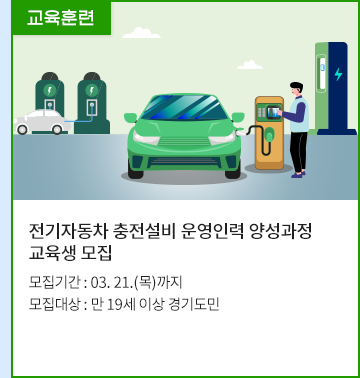 교육훈련
전기자동차 충전설비 운영인력 양성과정
교육생 모집
모집기간 : 03. 21.(목)까지
모집대상 : 만 19세 이상 경기도민